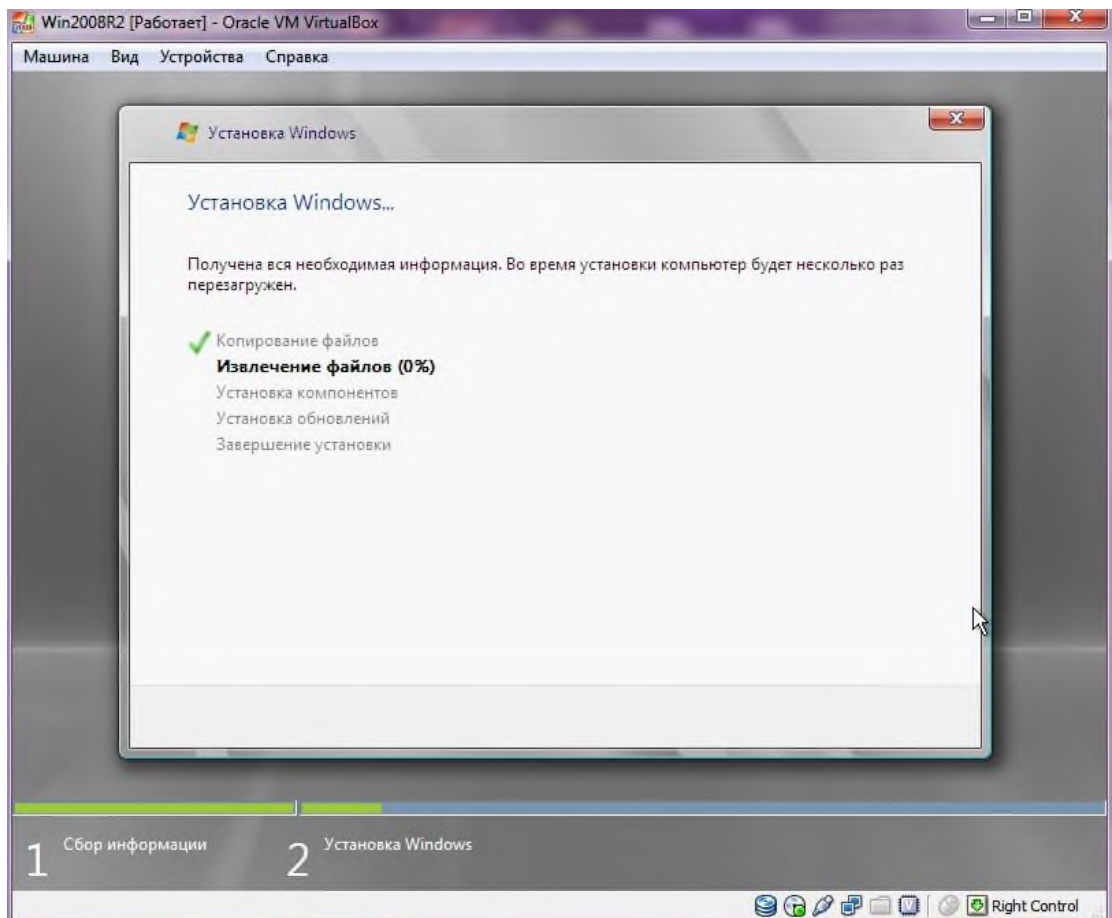 Win2008R2 [Работает] - Oracle VM VirtualBox
Машина Вид Устройства Справка
Установка Windows
Установка Windows...
Получена вся необходимая информация. Во время установки компьютер будет несколько раз
перезагружен.
Копирование файлов
Извлечение файлов (0%)
Установка компонентов
Установка обновлений
Завершение установки
1 Сбор информации 2 Установка Windows
Right Control